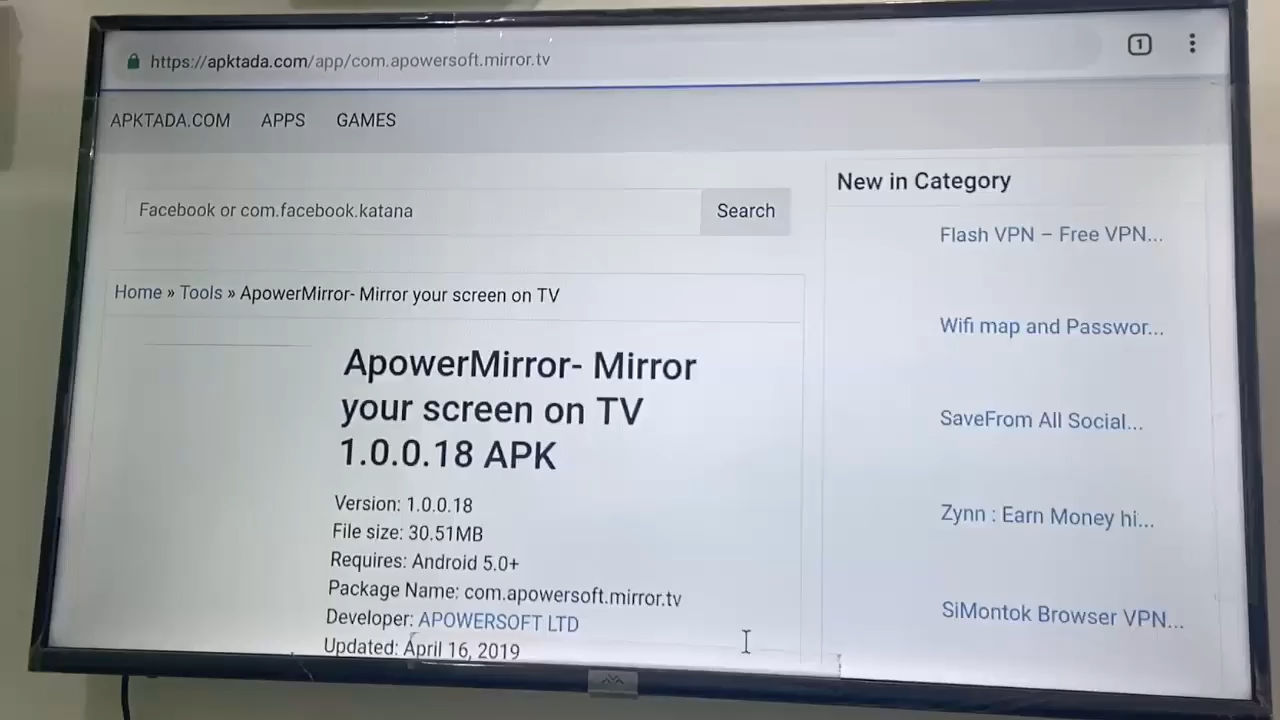 https://apktada.com/app/com.apowersoft.mirror.tv
1
APKTADA.COM APPS GAMES
Facebook or com.facebook.katana Search
Home » Tools » ApowerMirror- Mirror your screen on TV
ApowerMirror- Mirror
your screen on TV
1.0.0.18 APK
Version: 1.0.0.18
File size: 30.51MB
Requires: Android 5.0+
Package Name: com.apowersoft.mirror.tv
Developer: APOWERSOFT LTD
Updated: April 16, 2019
New in Category
Flash VPN – Free VPN...
Wifi map and Passwor...
SaveFrom All Social...
Zynn : Earn Money hi...
SiMontok Browser VPN...